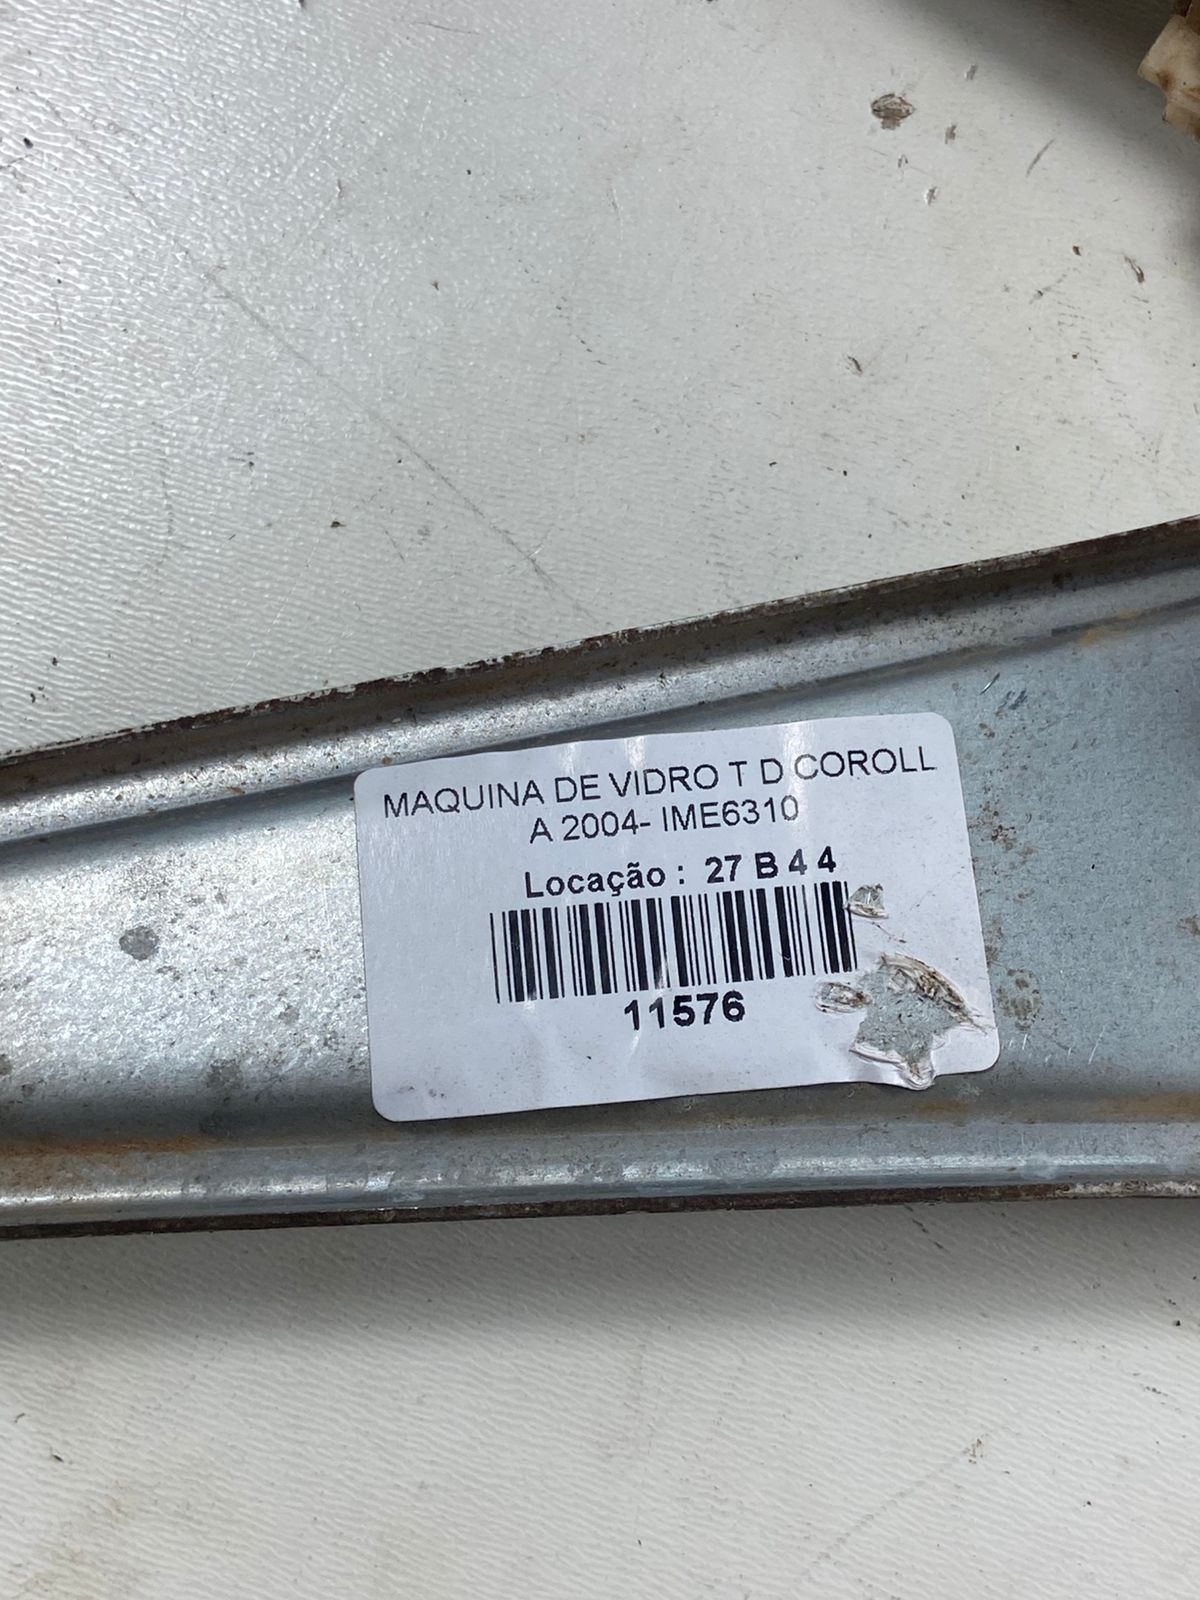 MAQUINA DE VIDRO T D COROLL
A 2004- IME6310
Locação : 27 B 4 4
11576